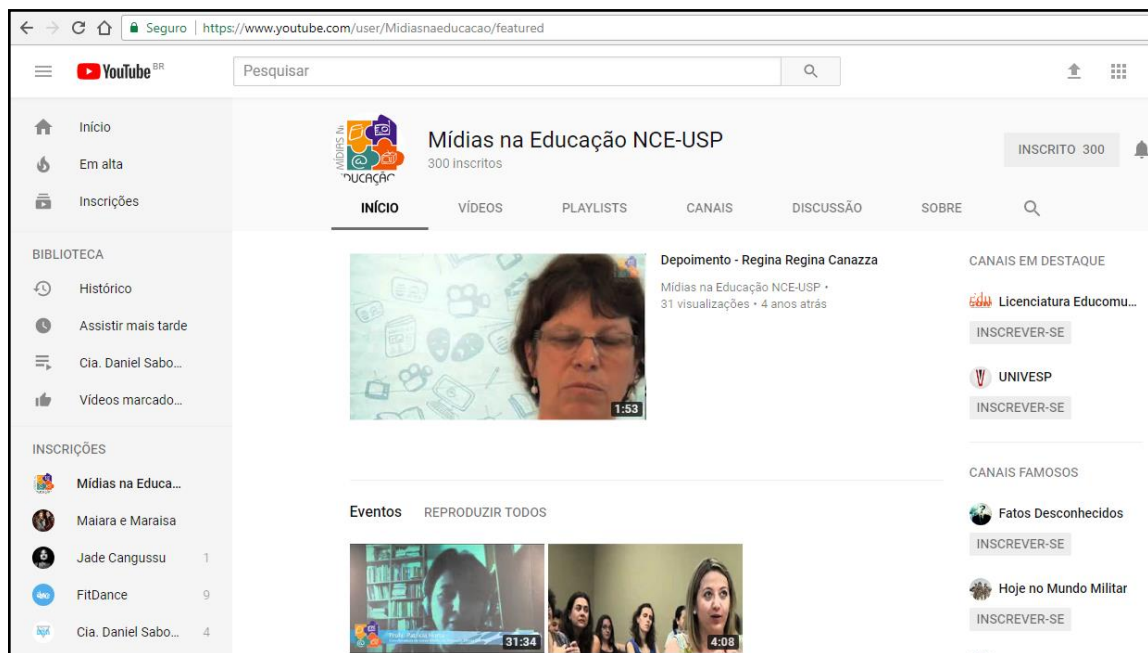 Seguro | https://www.youtube.com/user/Midiasnaeducacao/featured
YouTube BR
Pesquisar
Início
Em alta
Inscrições
BIBLIOTECA
Histórico
Assistir mais tarde
Cia. Daniel Sabo...
Vídeos marcado...
INSCRIÇÕES
Mídias na Educa...
Maiara e Maraisa
Jade Cangussu 1
FitDance 9
Cia. Daniel Sabo... 4
MÍDIAS N
EDUCAÇÃO
Mídias na Educação NCE-USP
300 inscritos
INSCRITO 300
INÍCIO VÍDEOS PLAYLISTS CANAIS DISCUSSÃO SOBRE
1:53
Depoimento - Regina Regina Canazza
Mídias na Educação NCE-USP •
31 visualizações • 4 anos atrás
Eventos REPRODUZIR TODOS
31:34
4:08
CANAIS EM DESTAQUE
Licenciatura Educomu...
INSCREVER-SE
UNIVESP
INSCREVER-SE
CANAIS FAMOSOS
Fatos Desconhecidos
INSCREVER-SE
Hoje no Mundo Militar
INSCREVER-SE